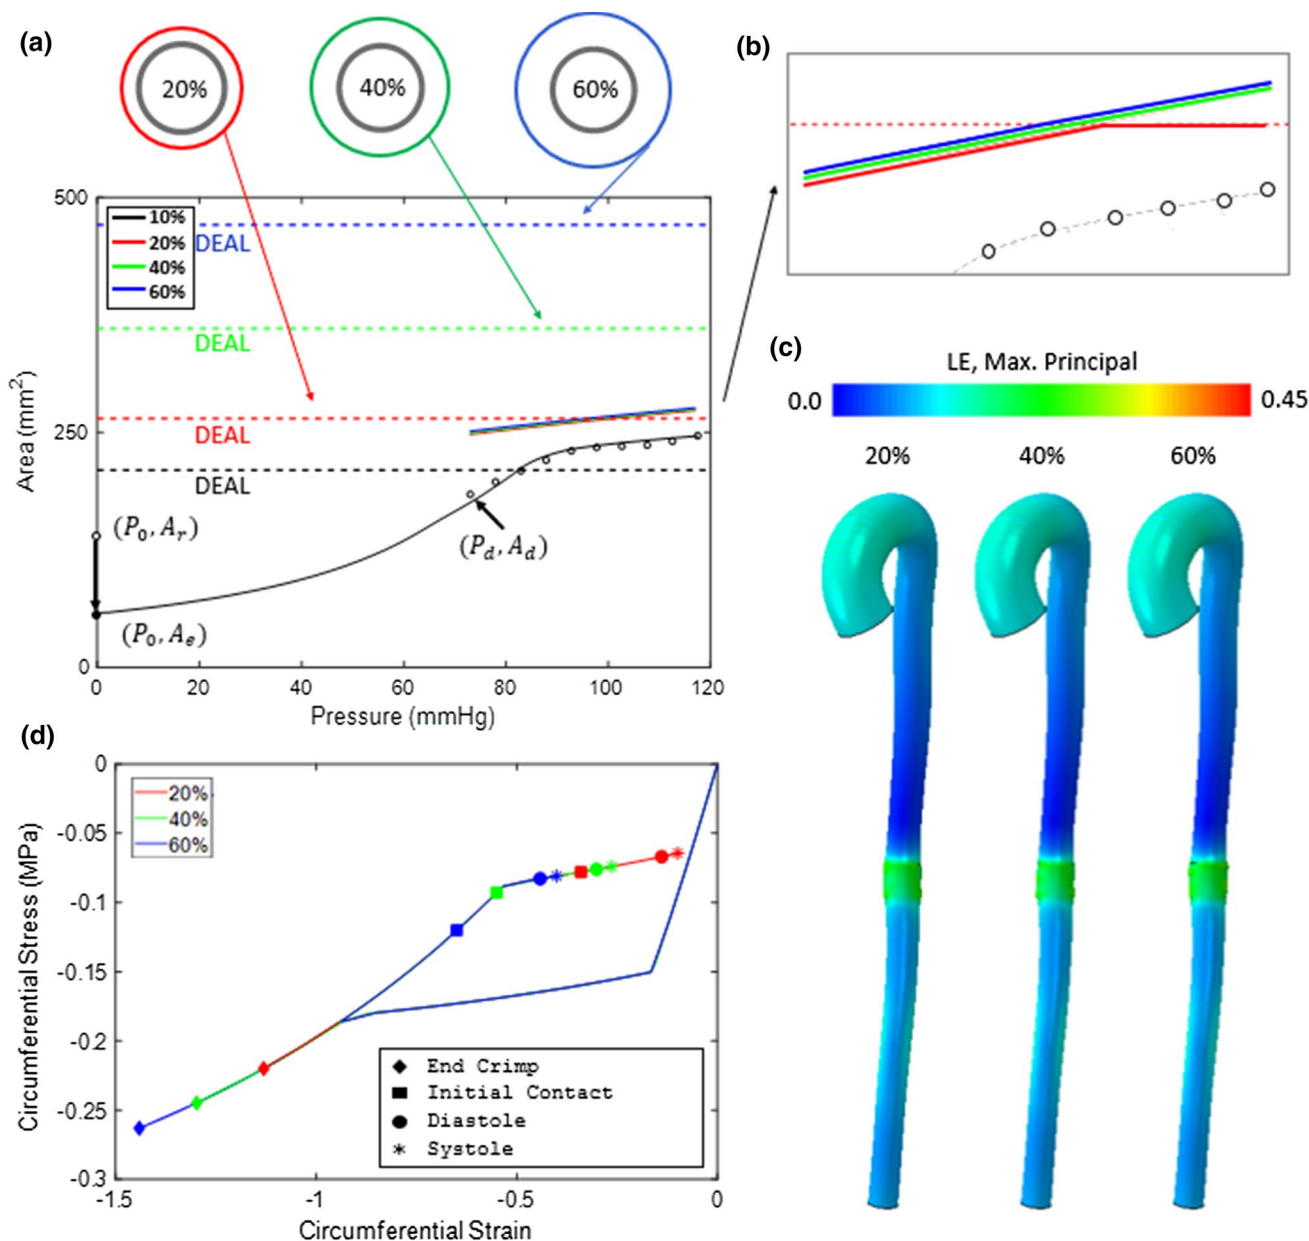 (a)
20%
40%
60%
500
10%
20%
40%
60%
DEAL
DEAL
DEAL
DEAL
250
0
Area (mm²)
(P₀, Aᵣ)
(P₀, Aₑ)
(P_d, A_d)
0
20
40
60
80
100
120
Pressure (mmHg)
(b)
(c)
LE, Max. Principal
0.0
0.45
20%
40%
60%
(d)
0
-0.05
-0.1
-0.15
-0.2
-0.25
-0.3
Circumferential Stress (MPa)
20%
40%
60%
End Crimp
Initial Contact
Diastole
Systole
-1.5
-1
-0.5
0
Circumferential Strain